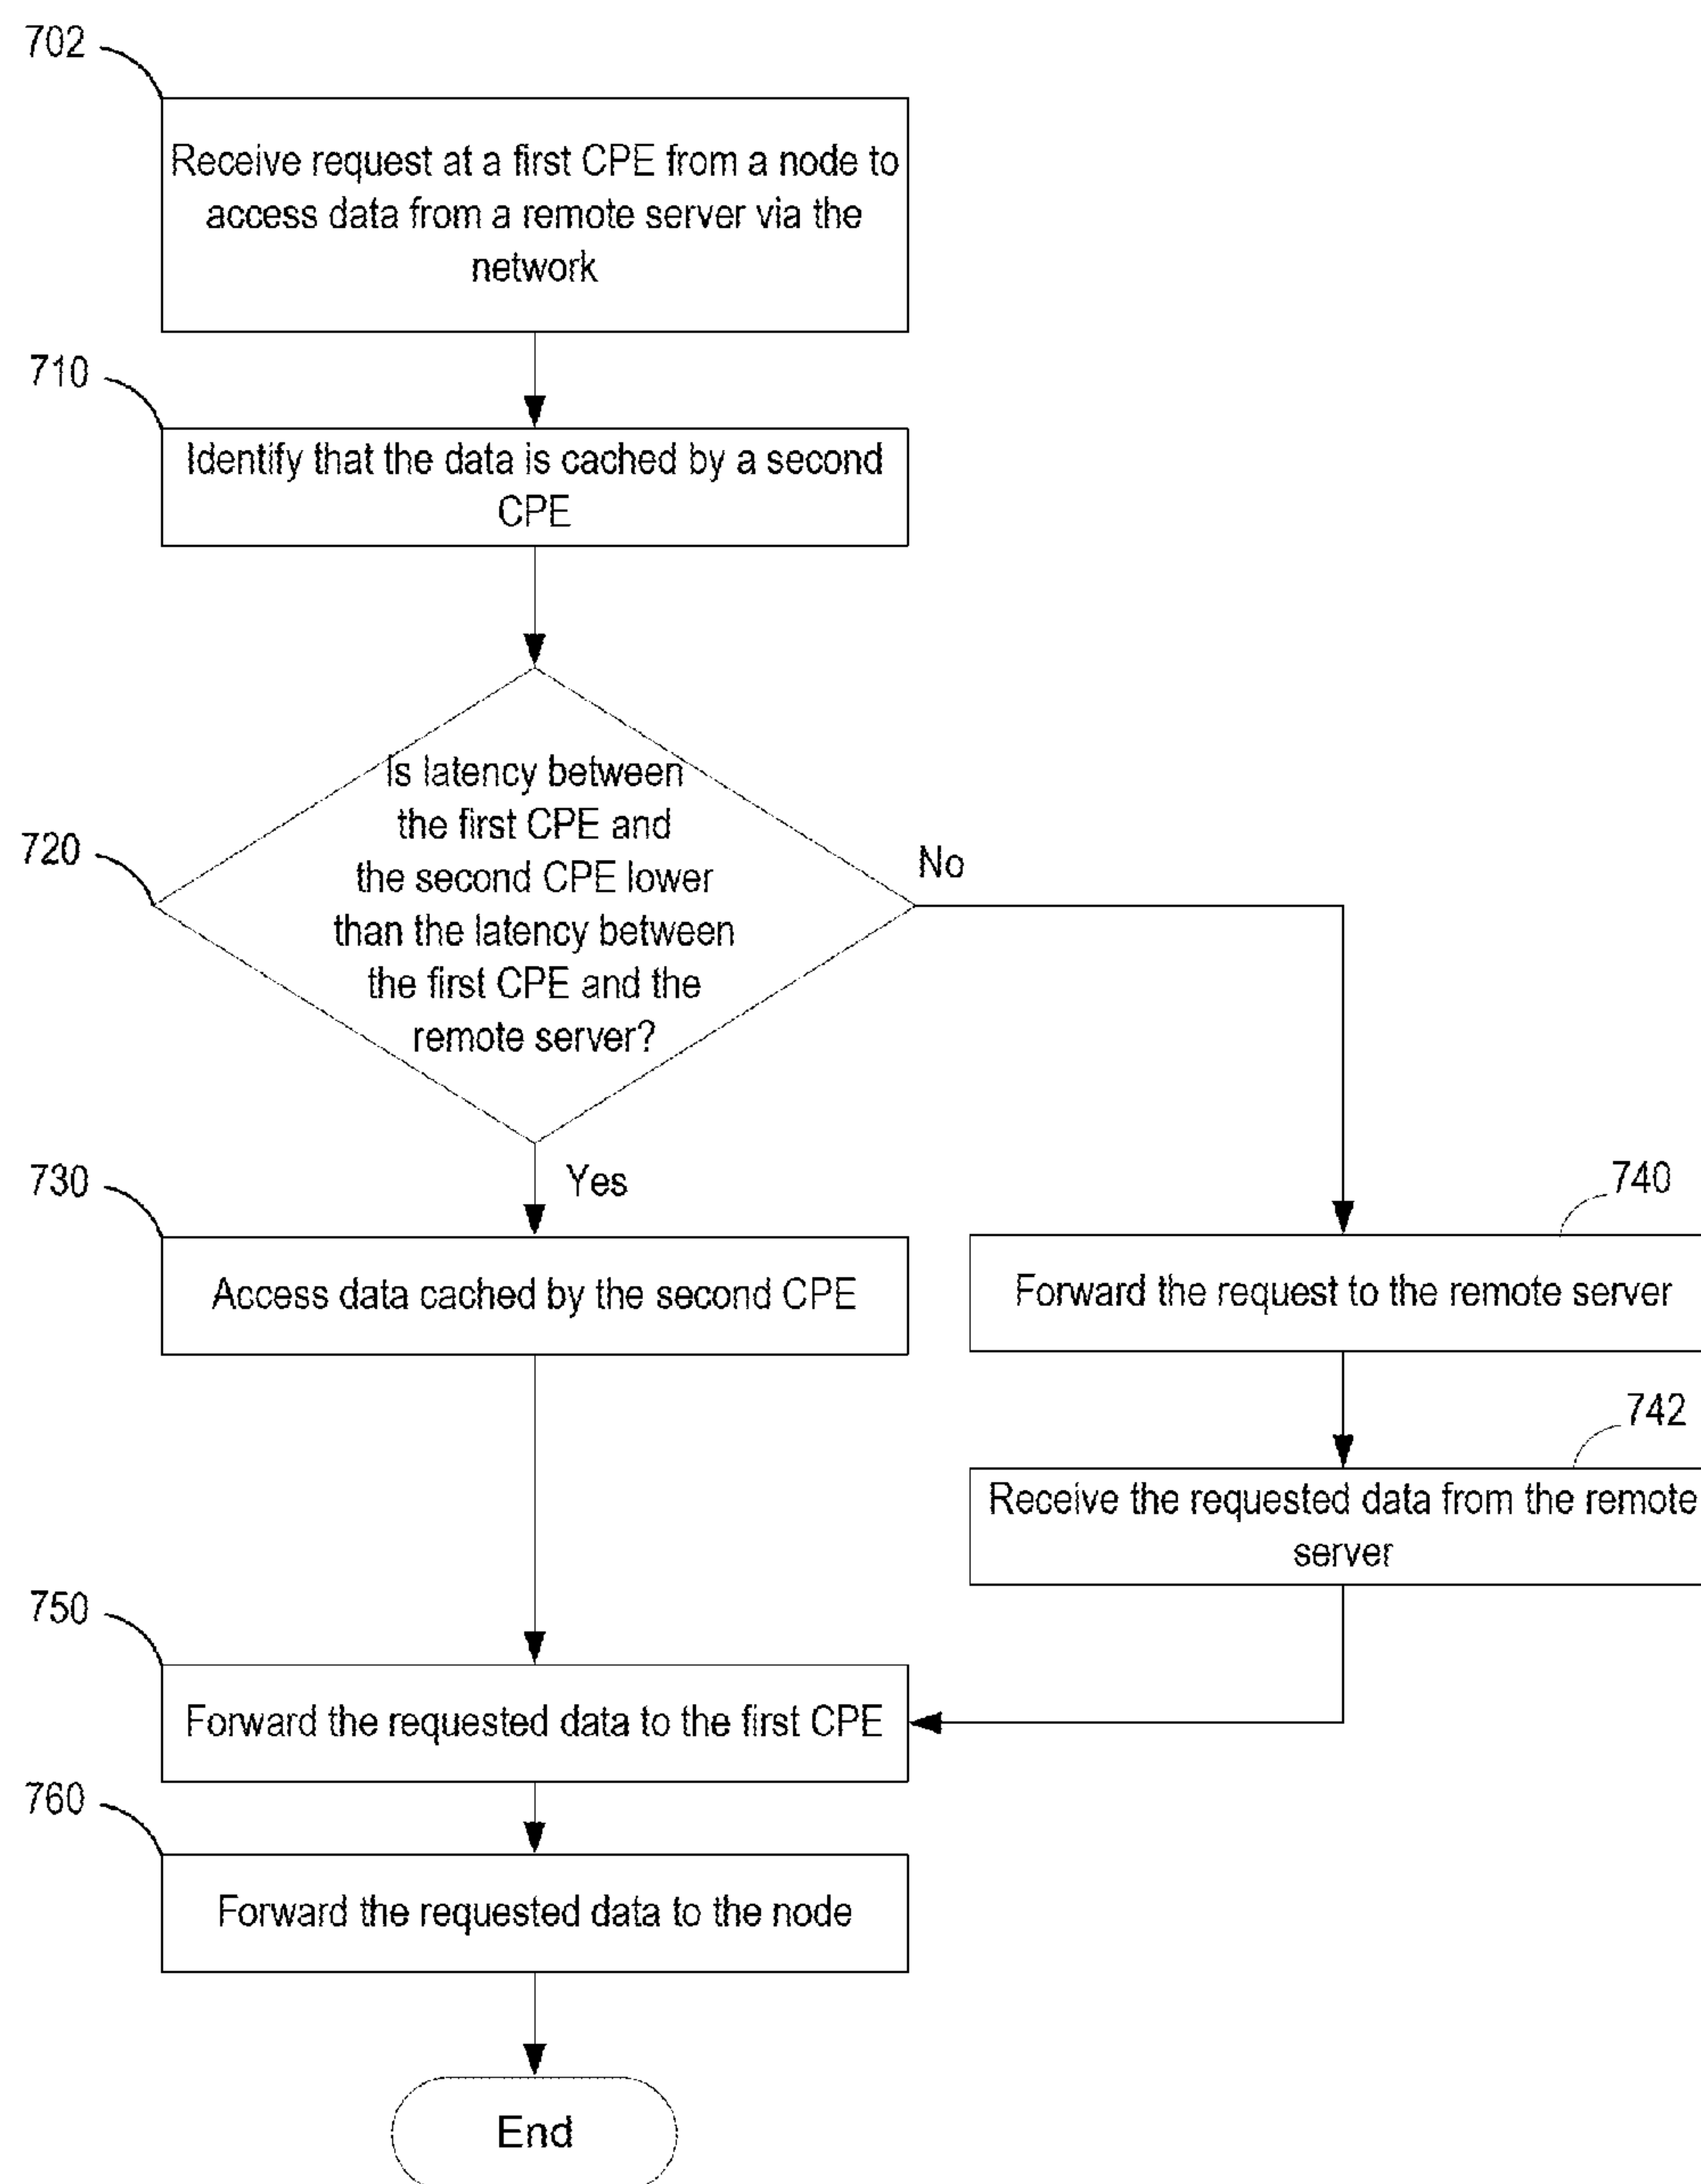 702
Receive request at a first CPE from a node to
access data from a remote server via the
network
710
Identify that the data is cached by a second
CPE
720
Is latency between
the first CPE and
the second CPE lower
than the latency between
the first CPE and the
remote server?
No
Yes
730
Access data cached by the second CPE
740
Forward the request to the remote server
742
Receive the requested data from the remote
server
750
Forward the requested data to the first CPE
760
Forward the requested data to the node
End